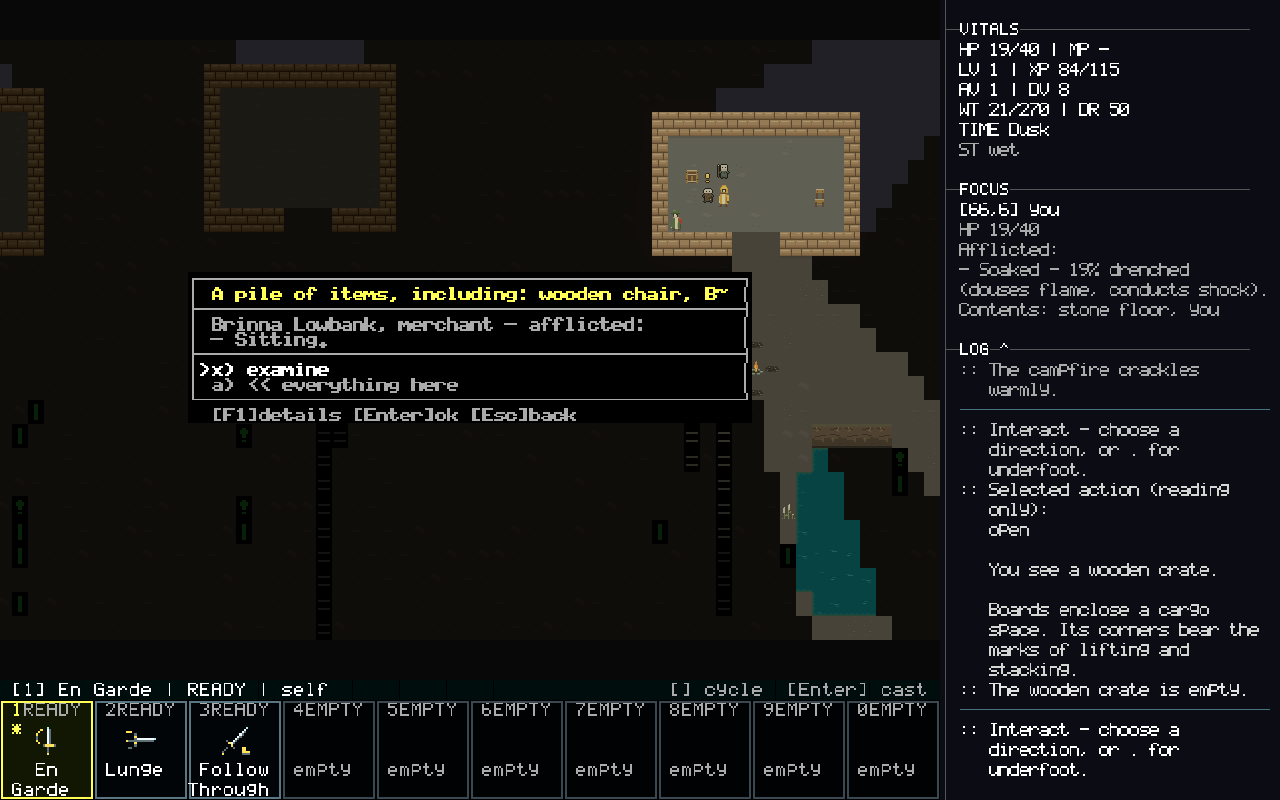 A pile of items, including: wooden chair, B~
Brinna Lowbank, merchant – afflicted:
– Sitting.
>x) examine
a) << everything here
[F1]details [Enter]ok [Esc]back
[1] En Garde | READY | self
[] cycle [Enter] cast
1READY
*
En
Garde
2READY
Lunge
3READY
Follow
Through
4EMPTY
empty
5EMPTY
empty
6EMPTY
empty
7EMPTY
empty
8EMPTY
empty
9EMPTY
empty
0EMPTY
empty
VITALS
HP 19/40 | MP –
LV 1 | XP 84/115
AV 1 | DV 8
WT 21/270 | DR 50
TIME Dusk
ST wet
FOCUS
[66,6] You
HP 19/40
Afflicted:
– Soaked – 19% drenched
(douses flame, conducts shock).
Contents: stone floor, You
LOG ^
:: The campfire crackles
warmly.
:: Interact – choose a
direction, or . for
underfoot.
:: Selected action (reading
only):
open
You see a wooden crate.
Boards enclose a cargo
space. Its corners bear the
marks of lifting and
stacking.
:: The wooden crate is empty.
:: Interact – choose a
direction, or . for
underfoot.